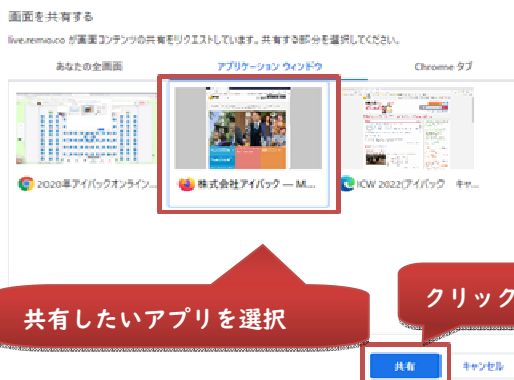 画面を共有する
live.remo.co が画面コンテンツの共有をリクエストしています。共有する部分を選択してください。
あなたの全画面
アプリケーション ウィンドウ
Chrome タブ
2020年アイバックオンライン...
株式会社アイバック — M...
ICW 2022(アイバック キャ...
共有したいアプリを選択
クリック
共有
キャンセル